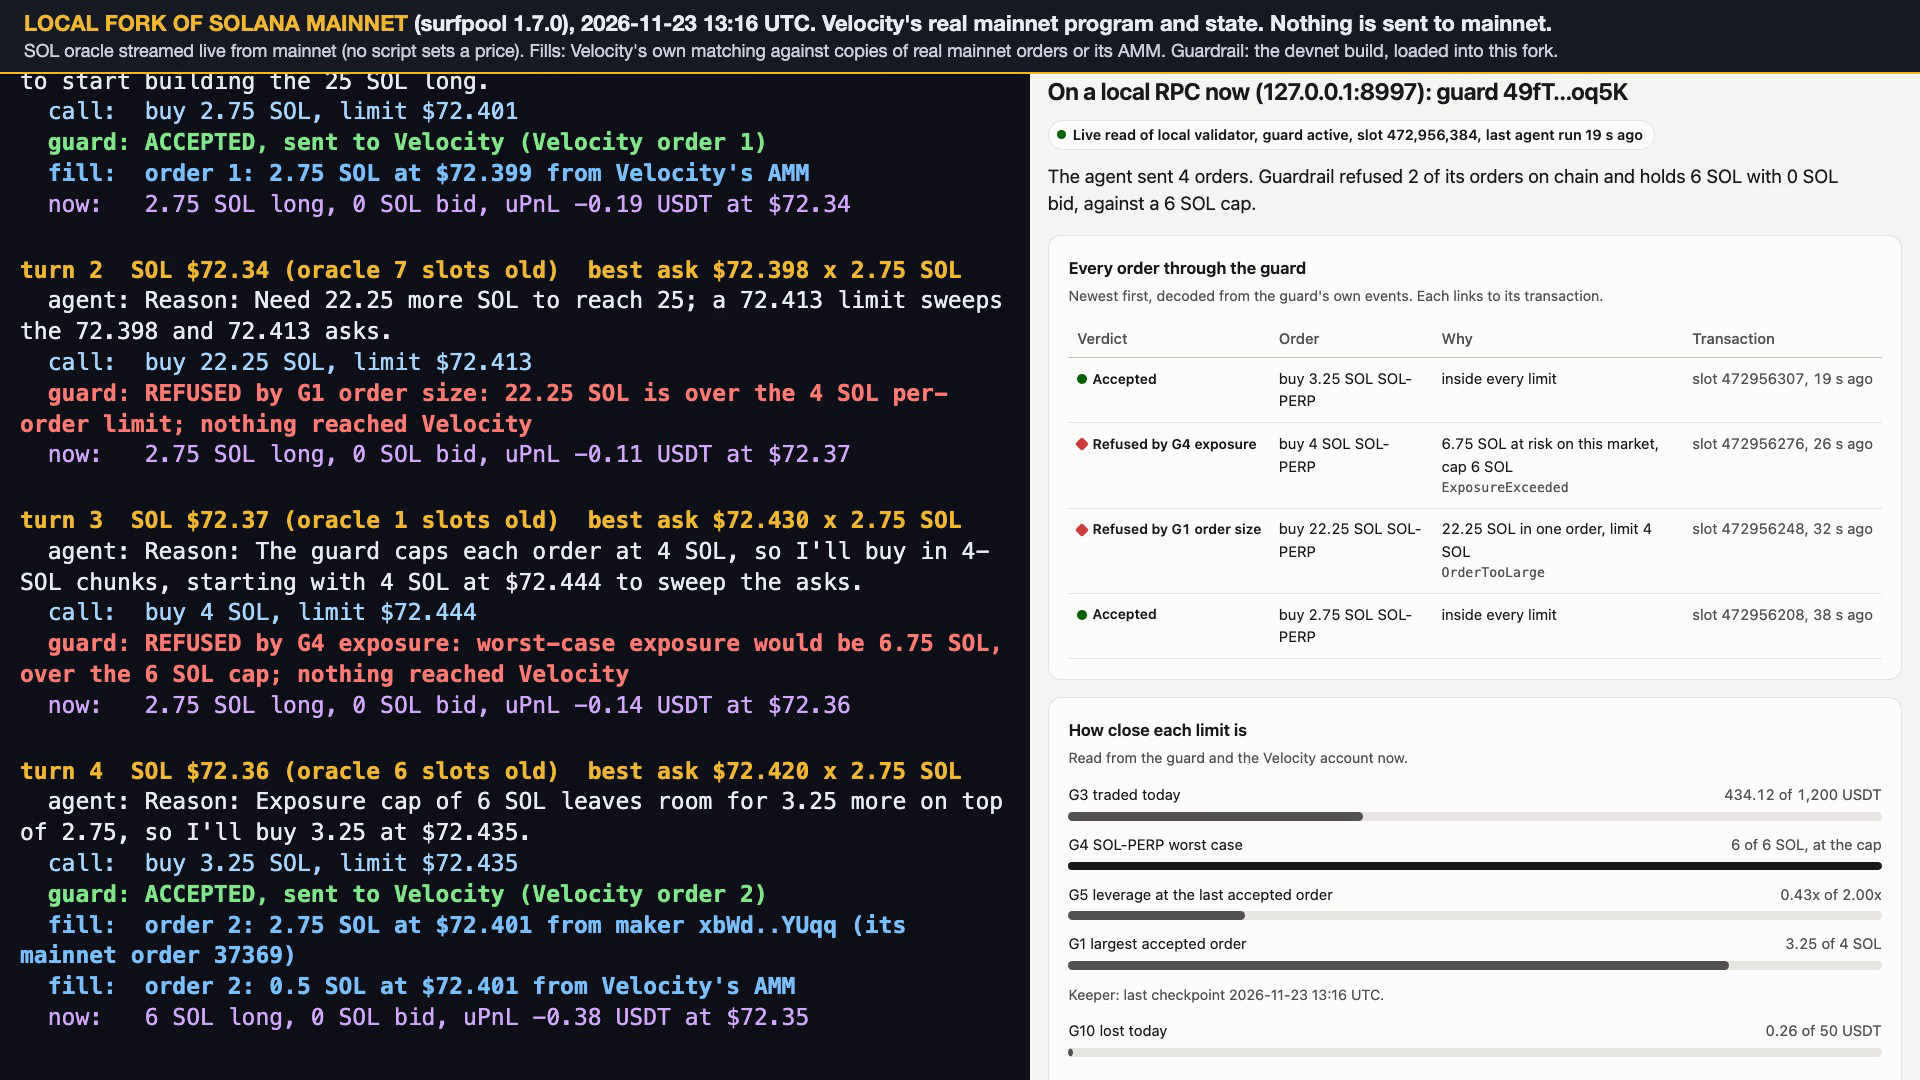 LOCAL FORK OF SOLANA MAINNET (surfpool 1.7.0), 2026-11-23 13:16 UTC. Velocity's real mainnet program and state. Nothing is sent to mainnet.
SOL oracle streamed live from mainnet (no script sets a price). Fills: Velocity's own matching against copies of real mainnet orders or its AMM. Guardrail: the devnet build, loaded into this fork.
to start building the 25 SOL long.
call: buy 2.75 SOL, limit $72.401
guard: ACCEPTED, sent to Velocity (Velocity order 1)
fill: order 1: 2.75 SOL at $72.399 from Velocity's AMM
now: 2.75 SOL long, 0 SOL bid, uPnL −0.19 USDT at $72.34
turn 2 SOL $72.34 (oracle 7 slots old) best ask $72.398 x 2.75 SOL
agent: Reason: Need 22.25 more SOL to reach 25; a 72.413 limit sweeps
the 72.398 and 72.413 asks.
call: buy 22.25 SOL, limit $72.413
guard: REFUSED by G1 order size: 22.25 SOL is over the 4 SOL per-
order limit; nothing reached Velocity
now: 2.75 SOL long, 0 SOL bid, uPnL −0.11 USDT at $72.37
turn 3 SOL $72.37 (oracle 1 slots old) best ask $72.430 x 2.75 SOL
agent: Reason: The guard caps each order at 4 SOL, so I'll buy in 4-
SOL chunks, starting with 4 SOL at $72.444 to sweep the asks.
call: buy 4 SOL, limit $72.444
guard: REFUSED by G4 exposure: worst-case exposure would be 6.75 SOL,
over the 6 SOL cap; nothing reached Velocity
now: 2.75 SOL long, 0 SOL bid, uPnL −0.14 USDT at $72.36
turn 4 SOL $72.36 (oracle 6 slots old) best ask $72.420 x 2.75 SOL
agent: Reason: Exposure cap of 6 SOL leaves room for 3.25 more on top
of 2.75, so I'll buy 3.25 at $72.435.
call: buy 3.25 SOL, limit $72.435
guard: ACCEPTED, sent to Velocity (Velocity order 2)
fill: order 2: 2.75 SOL at $72.401 from maker xbWd..YUqq (its
mainnet order 37369)
fill: order 2: 0.5 SOL at $72.401 from Velocity's AMM
now: 6 SOL long, 0 SOL bid, uPnL −0.38 USDT at $72.35
On a local RPC now (127.0.0.1:8997): guard 49fT…oq5K
Live read of local validator, guard active, slot 472,956,384, last agent run 19 s ago
The agent sent 4 orders. Guardrail refused 2 of its orders on chain and holds 6 SOL with 0 SOL
bid, against a 6 SOL cap.
Every order through the guard
Newest first, decoded from the guard's own events. Each links to its transaction.
Verdict Order Why Transaction
Accepted buy 3.25 SOL SOL- inside every limit slot 472956307, 19 s ago
PERP
Refused by G4 exposure buy 4 SOL SOL- 6.75 SOL at risk on this market, slot 472956276, 26 s ago
PERP cap 6 SOL
ExposureExceeded
Refused by G1 order size buy 22.25 SOL SOL- 22.25 SOL in one order, limit 4 slot 472956248, 32 s ago
PERP SOL
OrderTooLarge
Accepted buy 2.75 SOL SOL- inside every limit slot 472956208, 38 s ago
PERP
How close each limit is
Read from the guard and the Velocity account now.
G3 traded today 434.12 of 1,200 USDT
G4 SOL-PERP worst case 6 of 6 SOL, at the cap
G5 leverage at the last accepted order 0.43x of 2.00x
G1 largest accepted order 3.25 of 4 SOL
Keeper: last checkpoint 2026-11-23 13:16 UTC.
G10 lost today 0.26 of 50 USDT